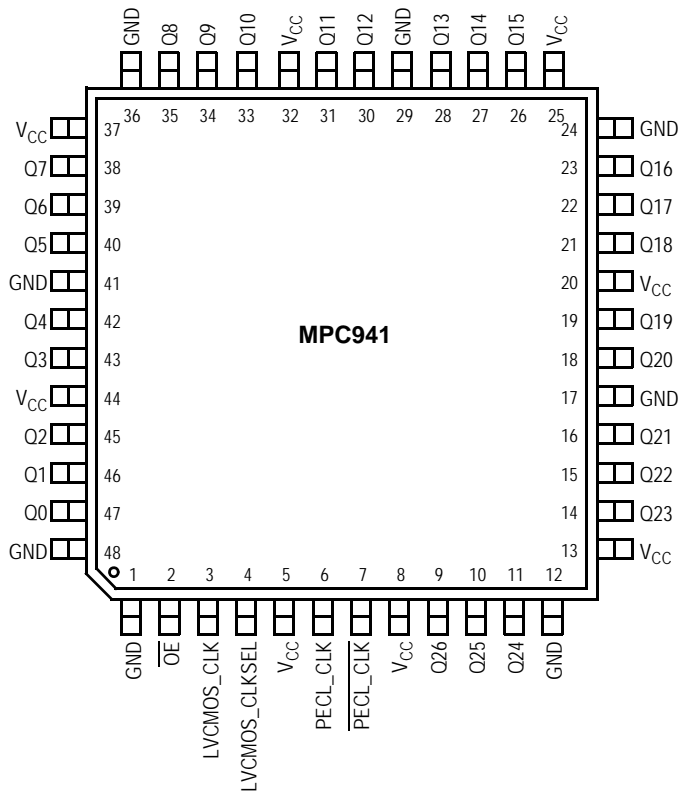 GND Q8 Q9 Q10 VCC Q11 Q12 GND Q13 Q14 Q15 VCC
36 35 34 33 32 31 30 29 28 27 26 25
VCC 37 24 GND
Q7 38 23 Q16
Q6 39 22 Q17
Q5 40 21 Q18
GND 41 20 VCC
Q4 42 19 Q19
MPC941
Q3 43 18 Q20
VCC 44 17 GND
Q2 45 16 Q21
Q1 46 15 Q22
Q0 47 14 Q23
GND 48 13 VCC
1 2 3 4 5 6 7 8 9 10 11 12
GND O̅E̅ LVCMOS_CLK LVCMOS_CLKSEL VCC PECL_CLK P̅E̅C̅L̅_̅C̅L̅K̅ VCC Q26 Q25 Q24 GND